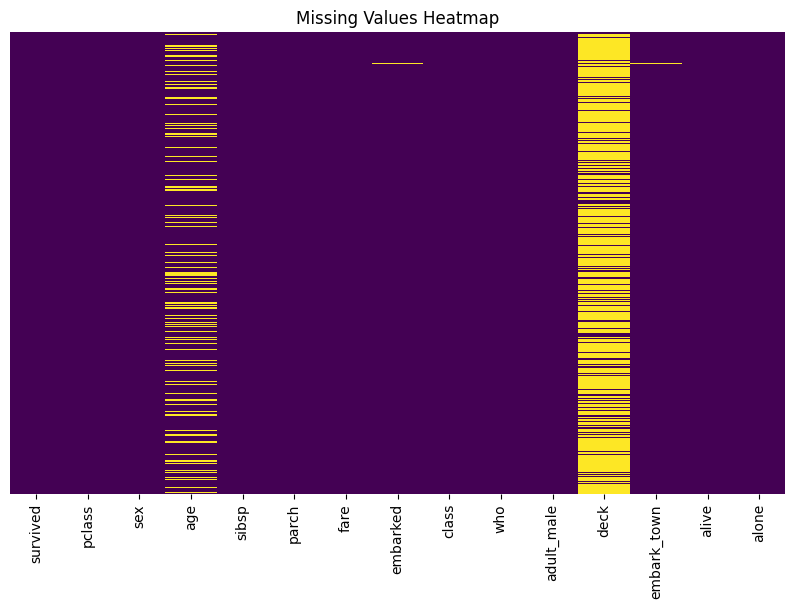 Missing Values Heatmap
survived
pclass
sex
age
sibsp
parch
fare
embarked
class
who
adult_male
deck
embark_town
alive
alone